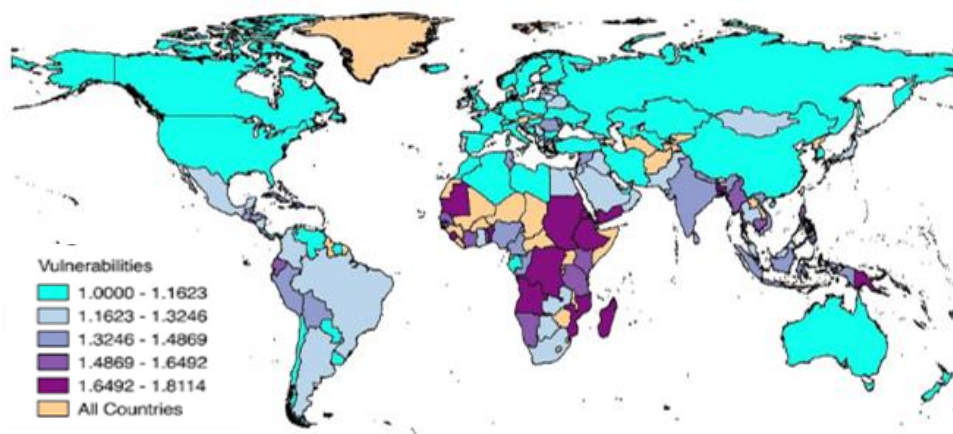 Vulnerabilities
1.0000 - 1.1623
1.1623 - 1.3246
1.3246 - 1.4869
1.4869 - 1.6492
1.6492 - 1.8114
All Countries